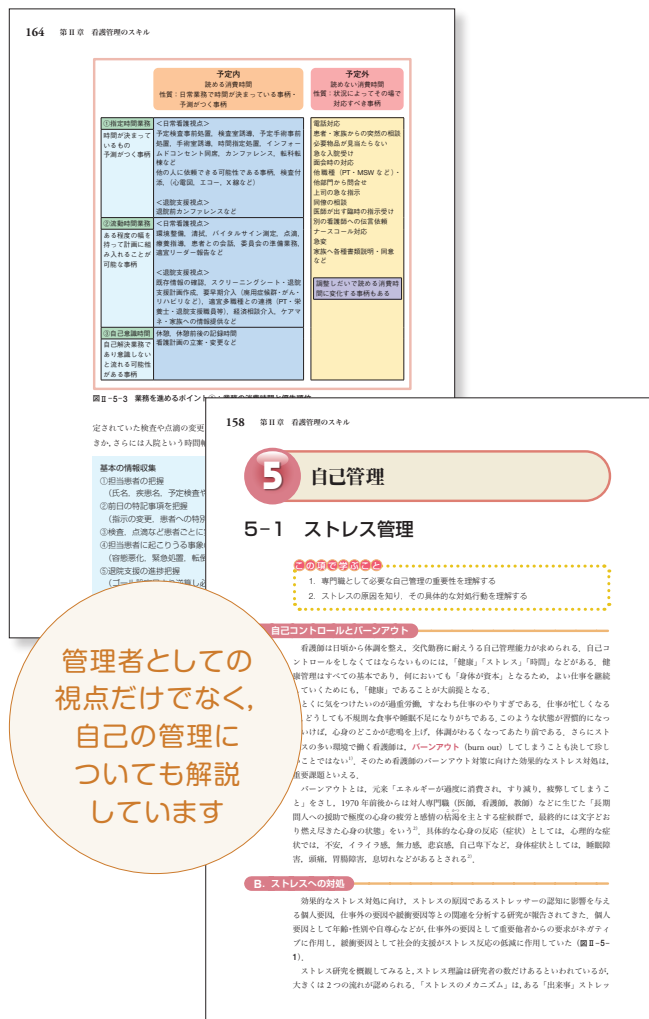 164 第Ⅱ章 看護管理のスキル
予定内
読める消費時間
性質：日常業務で時間が決まっている事柄・
予測がつく事柄
予定外
読めない消費時間
性質：状況によってその場で
対応すべき事柄
①指定時間業務
時間が決まって
いるもの
予測がつく事柄
＜日常看護視点＞
予定検査事前処置，検査室誘導，予定手術事前
処置，手術室誘導，時間指定処置，インフォー
ムドコンセント同席，カンファレンス，転科転
棟など
他の人に依頼できる可能性である事柄，検査付
添，（心電図，エコー，X線など）
＜退院支援視点＞
退院前カンファレンスなど
②流動時間業務
ある程度の幅を
持って計画に組
み入れることが
可能な事柄
＜日常看護視点＞
環境整備，清拭，バイタルサイン測定，点滴，
療養指導，患者との会話，委員会の準備業務，
適宜リーダー報告など
＜退院支援視点＞
既存情報の確認，スクリーニングシート・退院
支援計画作成，要早期介入（廃用症候群・がん・
リハビリなど），適宜多職種との連携（PT・栄
養士・退院支援職員等），経済相談介入，ケアマ
ネ・家族への情報提供など
③自己意識時間
自己解決業務で
あり意識しない
と流れる可能性
がある事柄
休憩，休憩前後の記録時間
看護計画の立案・変更など
電話対応
患者・家族からの突然の相談
必要物品が見当たらない
急な入院受け
面会時の対応
他職種（PT・MSWなど）・
他部門から問合せ
上司の急な指示
同僚の相談
医師が出す臨時の指示受け
別の看護師への伝言依頼
ナースコール対応
急変
家族へ各種書類説明・同意
など
調整しだいで読める消費時
間に変化する事柄もある
図Ⅱ-5-3 業務を進めるポイント
定されていた検査や点滴の変更
きか，さらには入院という時間軸
基本の情報収集
①担当患者の把握
（氏名，疾患名，予定検査や
②前日の特記事項を把握
（指示の変更，患者への特別
③検査，点滴など患者ごとに
④担当患者に起こりうる事象
（容態悪化，緊急処置，転
⑤退院支援の進捗把握
管理者としての
視点だけでなく，
自己の管理に
ついても解説
しています
158 第Ⅱ章 看護管理のスキル
5 自己管理
5-1 ストレス管理
この項で学ぶこと
1. 専門職として必要な自己管理の重要性を理解する
2. ストレスの原因を知り，その具体的な対処行動を理解する
自己コントロールとバーンアウト
看護師は日頃から体調を整え，交代勤務に耐えうる自己管理能力が求められる。自己コ
ントロールをしなくてはならないものには，「健康」「ストレス」「時間」などがある。健
康管理はすべての基本であり，何においても「身体が資本」となるため，よい仕事を継続
していくためにも，「健康」であることが大前提となる。
とくに気をつけたいのが過重労働，すなわち仕事のやりすぎである。仕事が忙しくなる
どうしても不規則な食事や睡眠不足になりがちである。このような状態が習慣的になっ
いけば，心身のどこかが悲鳴を上げ，体調がわるくなってあたり前である。さらにスト
スの多い環境で働く看護師は，バーンアウト（burn out）してしまうことも決して珍し
ことではない1)。そのため看護師のバーンアウト対策に向けた効果的なストレス対処は，
重要課題といえる。
バーンアウトとは，元来「エネルギーが過度に消費され，すり減り，疲弊してしまうこ
と」をさし，1970年前後からは対人専門職（医師，看護師，教師）などに生じた「長期
間人への援助で極度の心身の疲労と感情の枯渇を主とする症候群で，最終的には文字どお
り燃え尽きた心身の状態」をいう2)。具体的な心身の反応（症状）としては，心理的な症
状では，不安，イライラ感，無力感，悲哀感，自己卑下など，身体症状としては，睡眠障
害，頭痛，胃腸障害，息切れなどがあるとされる2)。
B. ストレスへの対処
効果的なストレス対処に向け，ストレスの原因であるストレッサーの認知に影響を与え
る個人要因，仕事外の要因や緩衝要因等との関連を分析する研究が報告されてきた。個人
要因として年齢・性別や自尊心などが，仕事外の要因として重要他者からの要求がネガティ
ブに作用し，緩衝要因として社会的支援がストレス反応の低減に作用していた（図Ⅱ-5-
1）。
ストレス研究を概観してみると，ストレス理論は研究者の数だけあるといわれているが，
大きくは2つの流れが認められる。「ストレスのメカニズム」は，ある「出来事」ストレッ